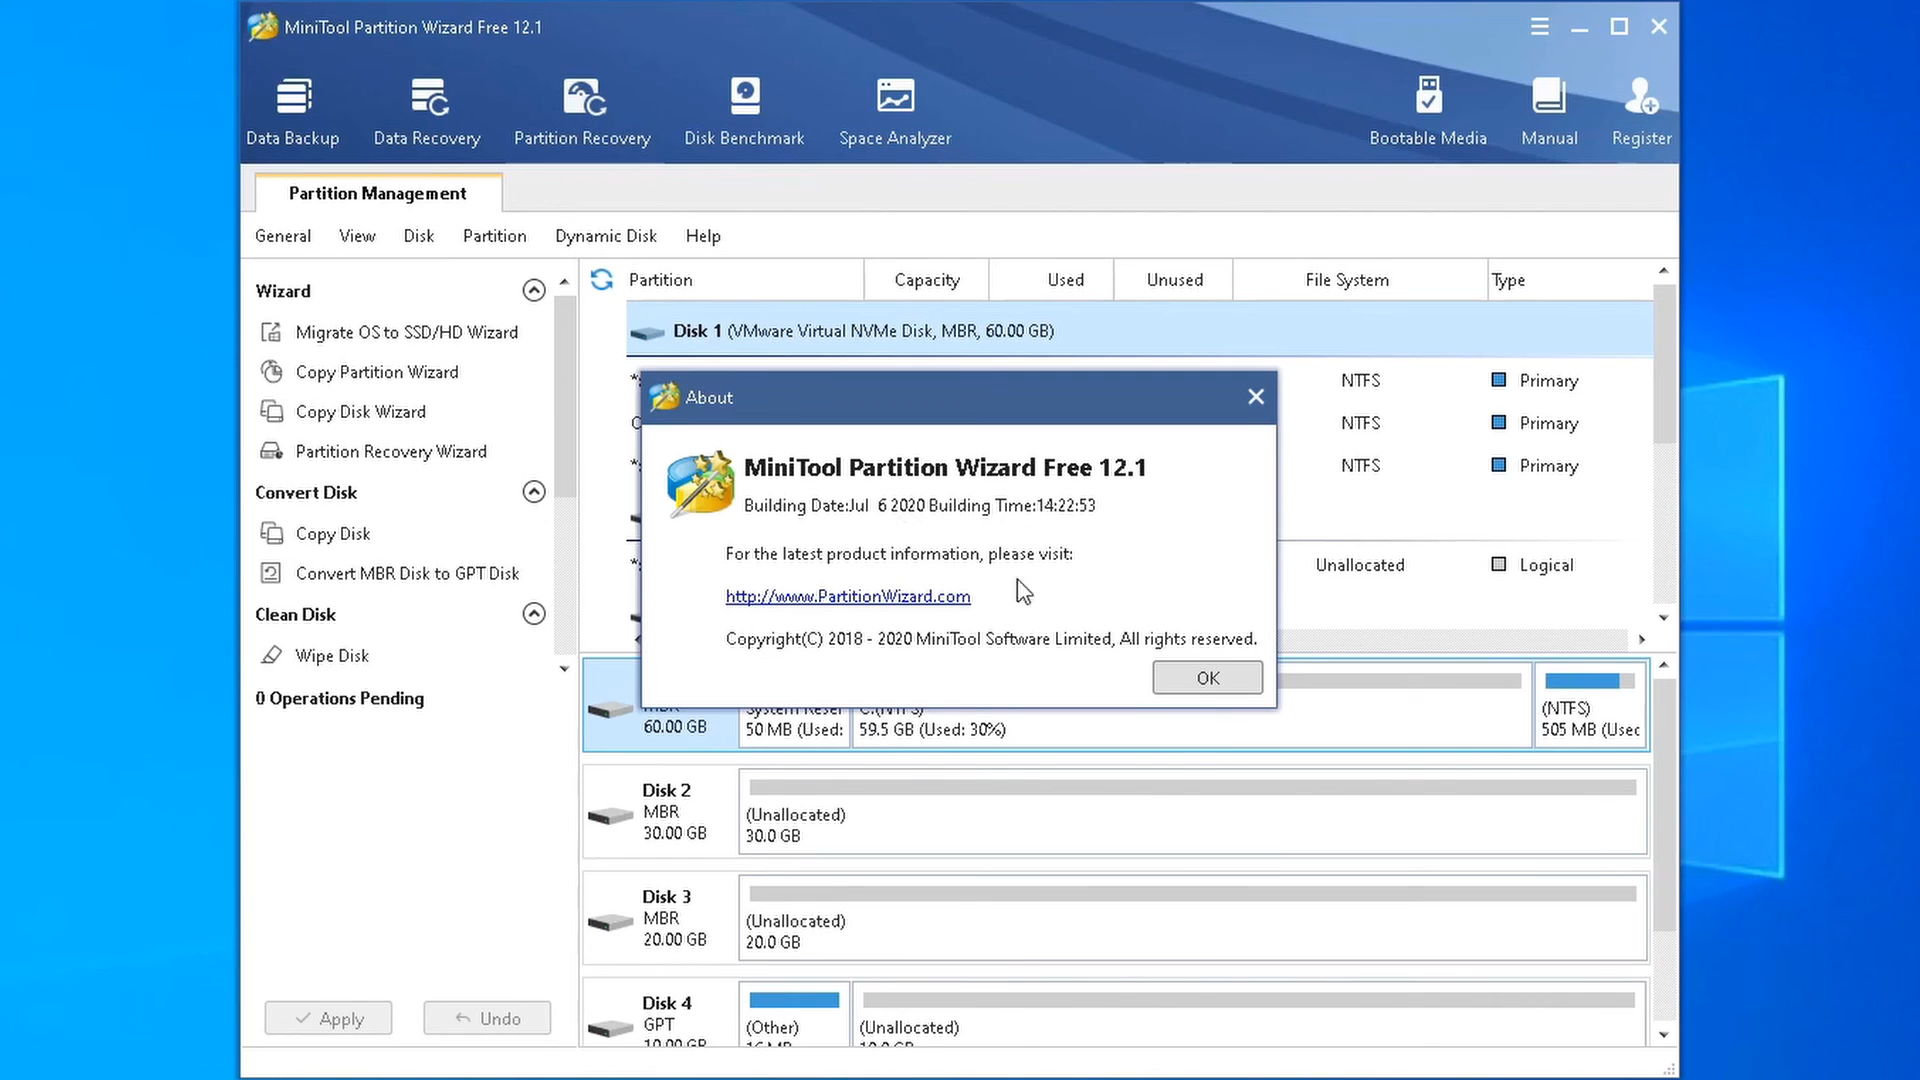 MiniTool Partition Wizard Free 12.1
Data Backup
Data Recovery
Partition Recovery
Disk Benchmark
Space Analyzer
Bootable Media
Manual
Register
Partition Management
General View Disk Partition Dynamic Disk Help
Wizard
Migrate OS to SSD/HD Wizard
Copy Partition Wizard
Copy Disk Wizard
Partition Recovery Wizard
Convert Disk
Copy Disk
Convert MBR Disk to GPT Disk
Clean Disk
Wipe Disk
0 Operations Pending
Apply
Undo
Partition Capacity Used Unused File System Type
Disk 1 (VMware Virtual NVMe Disk, MBR, 60.00 GB)
NTFS Primary
NTFS Primary
NTFS Primary
Unallocated Logical
About
MiniTool Partition Wizard Free 12.1
Building Date:Jul 6 2020 Building Time:14:22:53
For the latest product information, please visit:
http://www.PartitionWizard.com
Copyright(C) 2018 - 2020 MiniTool Software Limited, All rights reserved.
OK
60.00 GB
50 MB (Used:
59.5 GB (Used: 30%)
(NTFS)
505 MB (Usec
Disk 2
MBR
30.00 GB
(Unallocated)
30.0 GB
Disk 3
MBR
20.00 GB
(Unallocated)
20.0 GB
Disk 4
GPT
10.00 GB
(Other)
16 MB
(Unallocated)
10.0 GB